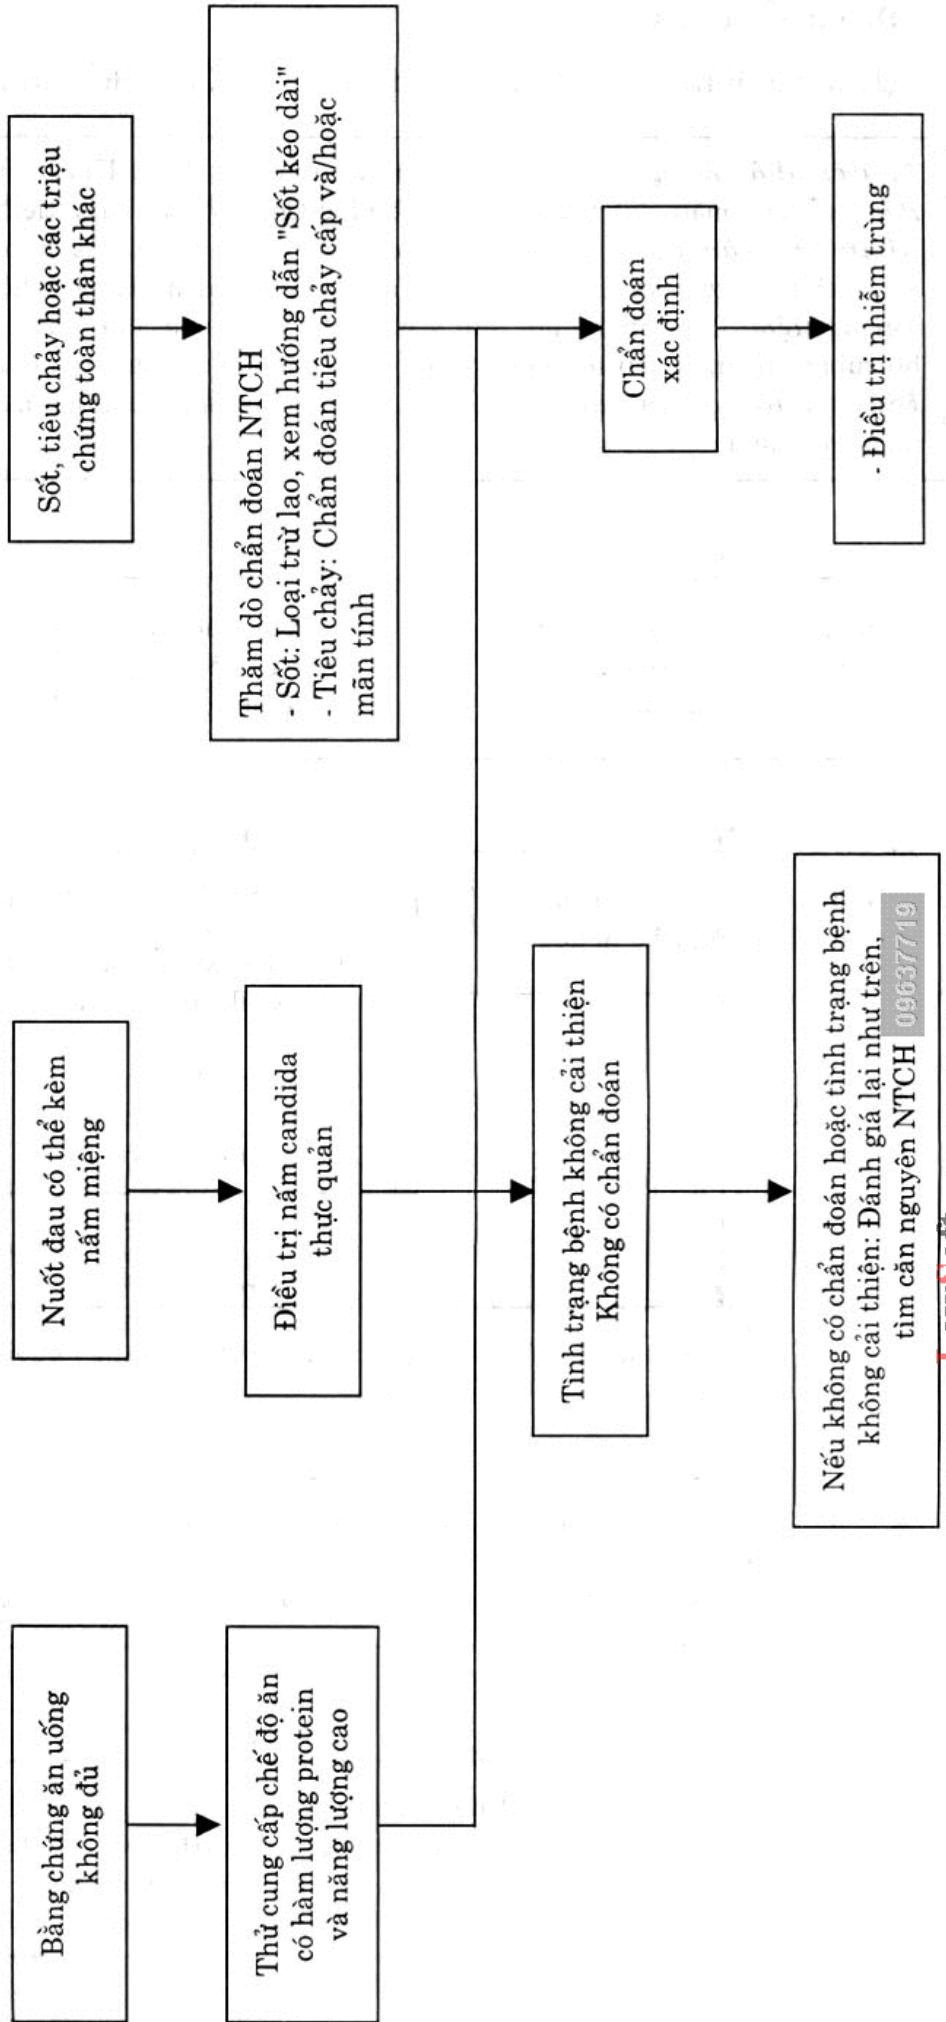 Bằng chứng ăn uống
không đủ
Thử cung cấp chế độ ăn
có hàm lượng protein
và năng lượng cao
Nuốt đau có thể kèm
nấm miệng
Điều trị nấm candida
thực quản
Sốt, tiêu chảy hoặc các triệu
chứng toàn thân khác
Thăm dò chẩn đoán NTCH
- Sốt: Loại trừ lao, xem hướng dẫn "Sốt kéo dài"
- Tiêu chảy: Chẩn đoán tiêu chảy cấp và/hoặc
mãn tính
Tình trạng bệnh không cải thiện
Không có chẩn đoán
Nếu không có chẩn đoán hoặc tình trạng bệnh
không cải thiện: Đánh giá lại như trên,
tìm căn nguyên NTCH 09637719
Chẩn đoán
xác định
- Điều trị nhiễm trùng